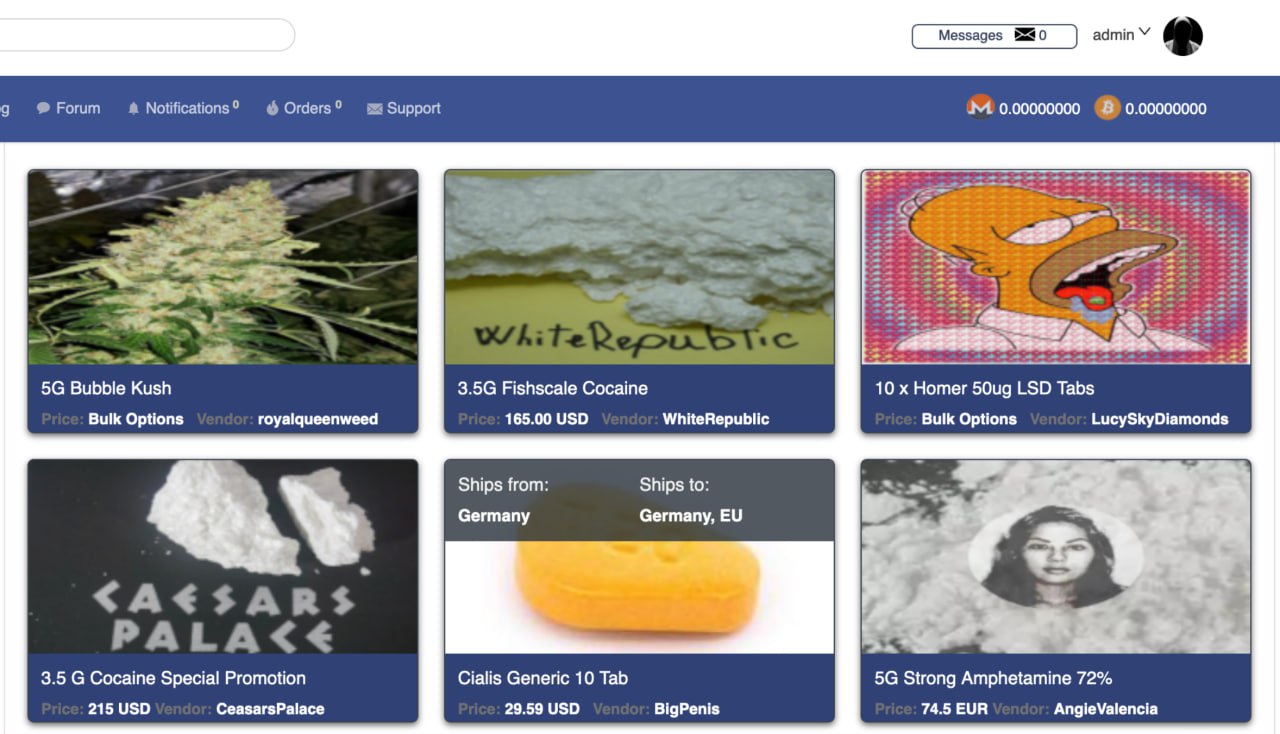 Messages 0 admin
g Forum Notifications 0 Orders 0 Support 0.00000000 0.00000000
WhiteRepublic
5G Bubble Kush
Price: Bulk Options Vendor: royalqueenweed
3.5G Fishscale Cocaine
Price: 165.00 USD Vendor: WhiteRepublic
10 x Homer 50ug LSD Tabs
Price: Bulk Options Vendor: LucySkyDiamonds
CAESARS
PALACE
Ships from: Ships to:
Germany Germany, EU
3.5 G Cocaine Special Promotion
Price: 215 USD Vendor: CeasarsPalace
Cialis Generic 10 Tab
Price: 29.59 USD Vendor: BigPenis
5G Strong Amphetamine 72%
Price: 74.5 EUR Vendor: AngieValencia